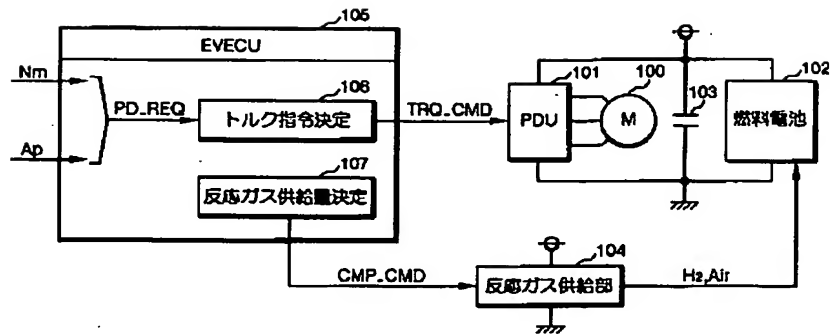 105
EVECU
Nm
Ap
PD_REQ
106
トルク指令決定
TRQ_CMD
107
反応ガス供給量決定
CMP_CMD
101
PDU
100
M
103
102
燃料電池
104
反応ガス供給部
H2,Air